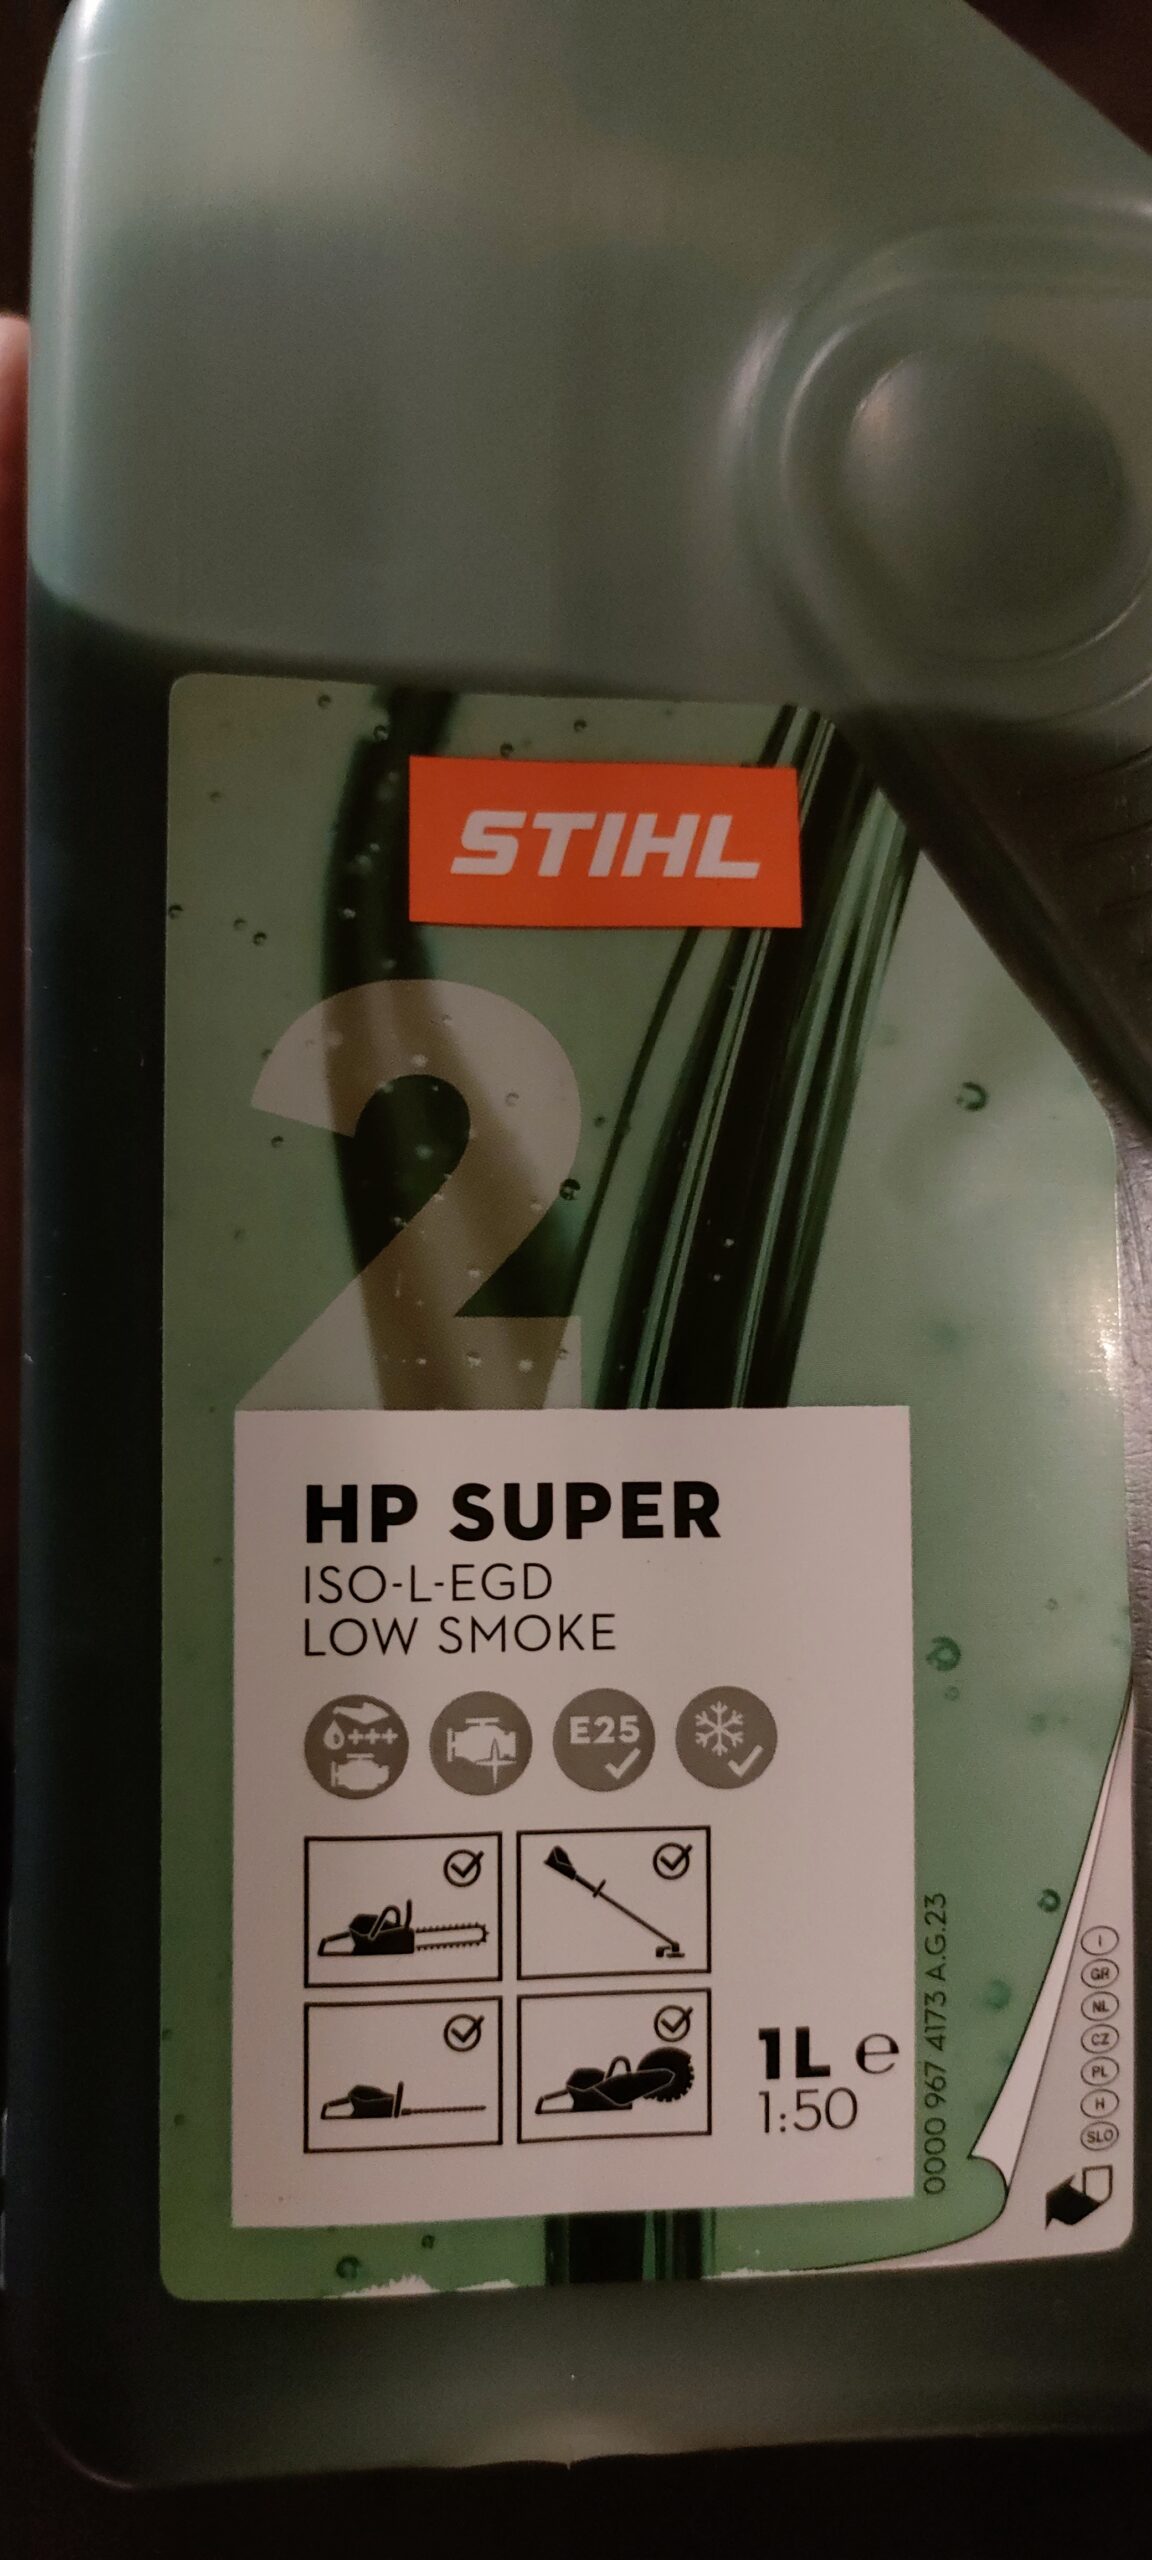 STIHL
2
HP SUPER
ISO-L-EGD
LOW SMOKE
+++
E25
1L e
1:50
0000 967 4173 A.G.23
I
GR
NL
CZ
PL
H
SLO